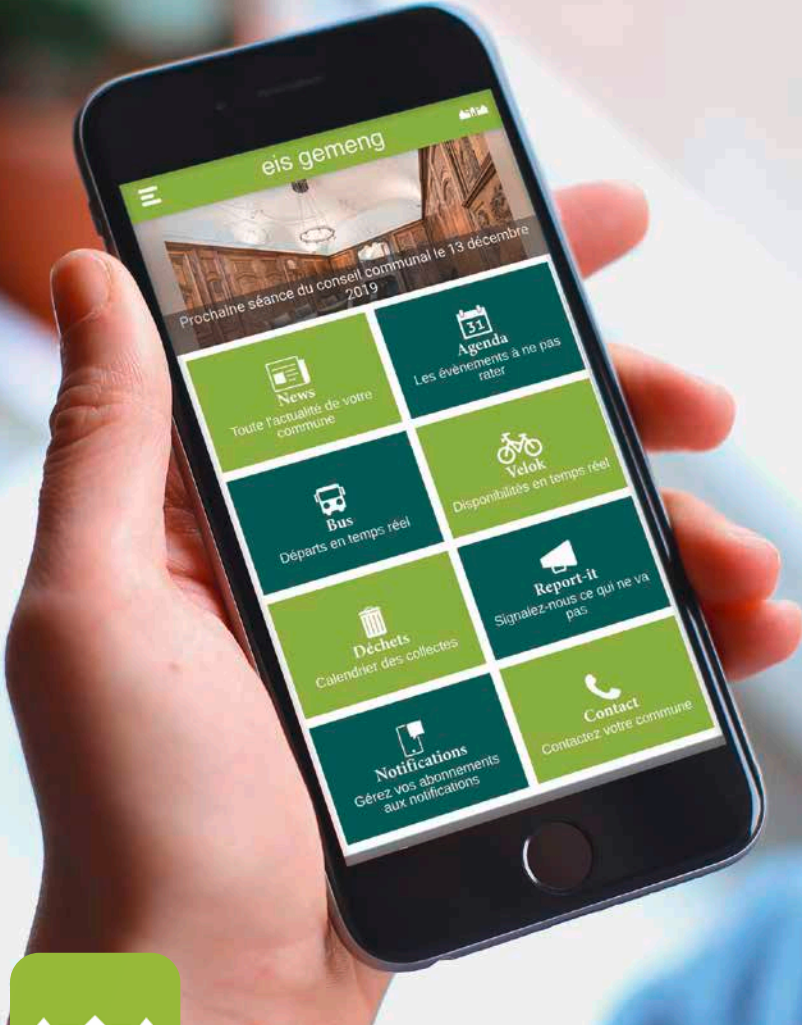 eis gemeng
Prochaine séance du conseil communal le 13 décembre
2019
News
Toute l'actualité de votre
commune
31
Agenda
Les évènements à ne pas
rater
Bus
Départs en temps réel
Velok
Disponibilités en temps réel
Déchets
Calendrier des collectes
Report-it
Signalez-nous ce qui ne va
pas
Notifications
Gérez vos abonnements
aux notifications
Contact
Contactez votre commune